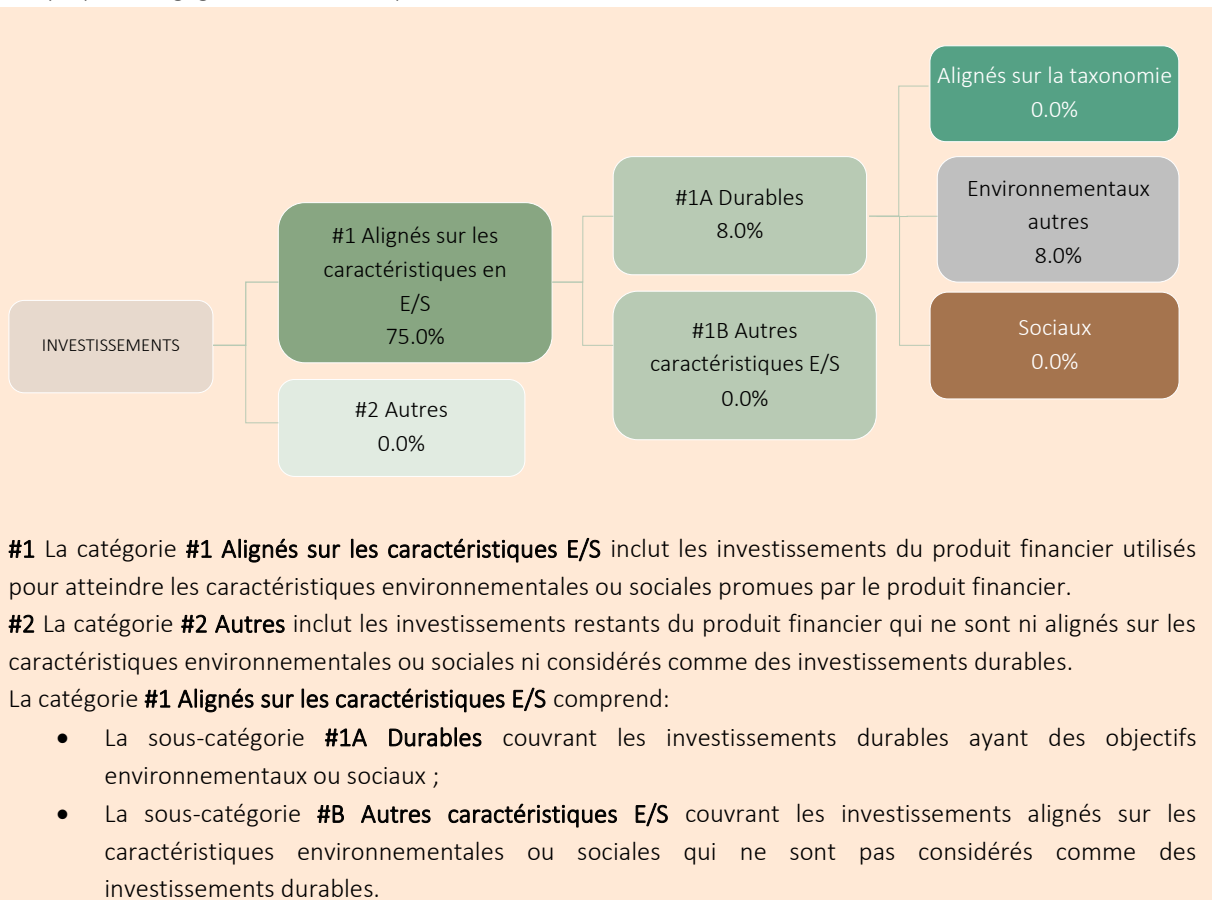 Alignés sur la taxonomie
0.0%
#1A Durables
8.0%
Environnementaux
autres
8.0%
#1 Alignés sur les
caractéristiques en
E/S
75.0%
INVESTISSEMENTS
#1B Autres
caractéristiques E/S
0.0%
Sociaux
0.0%
#2 Autres
0.0%
#1 La catégorie #1 Alignés sur les caractéristiques E/S inclut les investissements du produit financier utilisés
pour atteindre les caractéristiques environnementales ou sociales promues par le produit financier.
#2 La catégorie #2 Autres inclut les investissements restants du produit financier qui ne sont ni alignés sur les
caractéristiques environnementales ou sociales ni considérés comme des investissements durables.
La catégorie #1 Alignés sur les caractéristiques E/S comprend:
• La sous-catégorie #1A Durables couvrant les investissements durables ayant des objectifs
environnementaux ou sociaux ;
• La sous-catégorie #B Autres caractéristiques E/S couvrant les investissements alignés sur les
caractéristiques environnementales ou sociales qui ne sont pas considérés comme des
investissements durables.